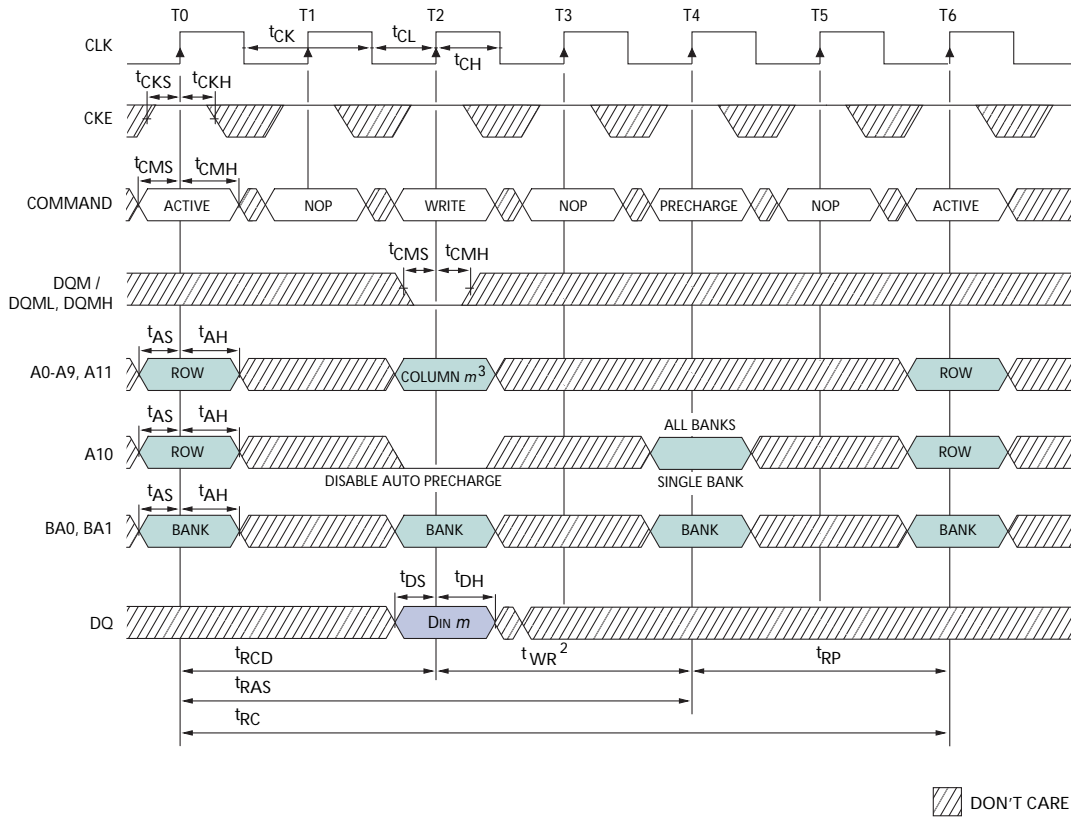 T0 T1 T2 T3 T4 T5 T6
CLK
tCK
tCL
tCH
tCKS
tCKH
CKE
tCMS
tCMH
COMMAND
ACTIVE
NOP
WRITE
NOP
PRECHARGE
NOP
ACTIVE
tCMS
tCMH
DQM /
DQML, DQMH
tAS
tAH
A0-A9, A11
ROW
COLUMN m3
ROW
tAS
tAH
ALL BANKS
A10
ROW
ROW
DISABLE AUTO PRECHARGE
SINGLE BANK
tAS
tAH
BA0, BA1
BANK
BANK
BANK
BANK
tDS
tDH
DQ
DIN m
tRCD
tWR2
tRP
tRAS
tRC
DON'T CARE